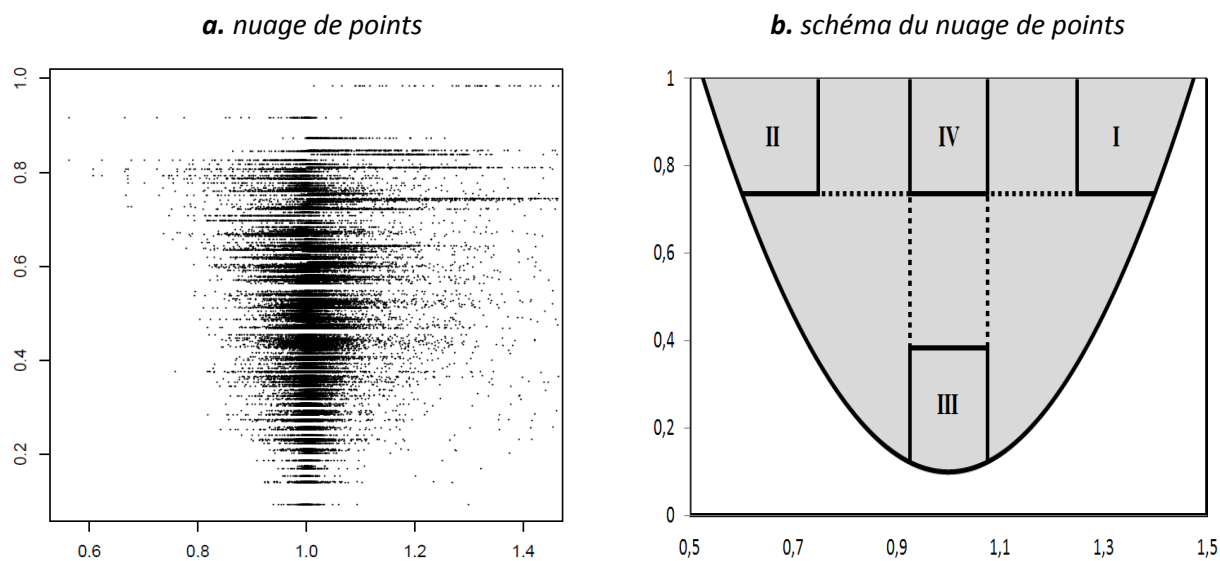 a. nuage de points
1.0
0.8
0.6
0.4
0.2
0.6 0.8 1.0 1.2 1.4
b. schéma du nuage de points
1
0,8
0,6
0,4
0,2
0
II IV I
III
0,5 0,7 0,9 1,1 1,3 1,5